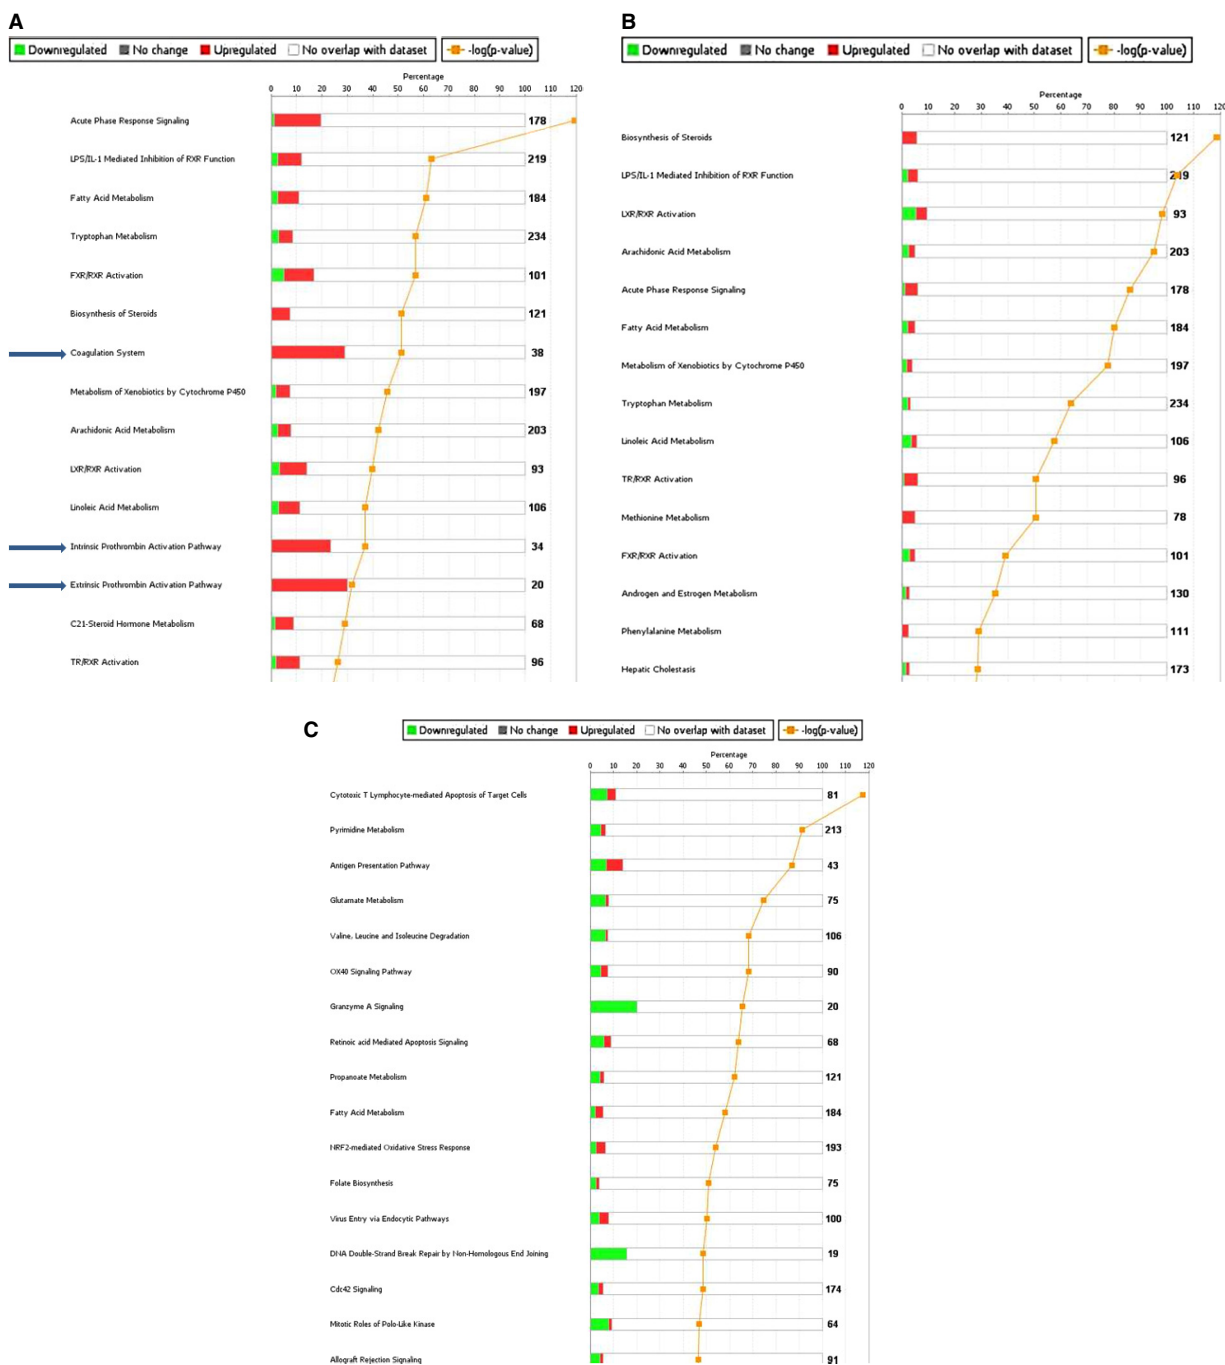 A
Downregulated No change Upregulated No overlap with dataset -log(p-value)
Percentage
0 10 20 30 40 50 60 70 80 90 100 110 120
Acute Phase Response Signaling 178
LPS/IL-1 Mediated Inhibition of RXR Function 219
Fatty Acid Metabolism 184
Tryptophan Metabolism 234
FXR/RXR Activation 101
Biosynthesis of Steroids 121
Coagulation System 38
Metabolism of Xenobiotics by Cytochrome P450 197
Arachidonic Acid Metabolism 203
LXR/RXR Activation 93
Linoleic Acid Metabolism 106
Intrinsic Prothrombin Activation Pathway 34
Extrinsic Prothrombin Activation Pathway 20
C21-Steroid Hormone Metabolism 68
TR/RXR Activation 96
B
Downregulated No change Upregulated No overlap with dataset -log(p-value)
Percentage
0 10 20 30 40 50 60 70 80 90 100 110 120
Biosynthesis of Steroids 121
LPS/IL-1 Mediated Inhibition of RXR Function 219
LXR/RXR Activation 93
Arachidonic Acid Metabolism 203
Acute Phase Response Signaling 178
Fatty Acid Metabolism 184
Metabolism of Xenobiotics by Cytochrome P450 197
Tryptophan Metabolism 234
Linoleic Acid Metabolism 106
TR/RXR Activation 96
Methionine Metabolism 78
FXR/RXR Activation 101
Androgen and Estrogen Metabolism 130
Phenylalanine Metabolism 111
Hepatic Cholestasis 173
C
Downregulated No change Upregulated No overlap with dataset -log(p-value)
Percentage
0 10 20 30 40 50 60 70 80 90 100 110 120
Cytotoxic T Lymphocyte-mediated Apoptosis of Target Cells 81
Pyrimidine Metabolism 213
Antigen Presentation Pathway 43
Glutamate Metabolism 75
Valine, Leucine and Isoleucine Degradation 106
OX40 Signaling Pathway 90
Granzyme A Signaling 20
Retinoic acid Mediated Apoptosis Signaling 68
Propanoate Metabolism 121
Fatty Acid Metabolism 184
NRF2-mediated Oxidative Stress Response 193
Folate Biosynthesis 75
Virus Entry via Endocytic Pathways 100
DNA Double-Strand Break Repair by Non-Homologous End Joining 19
Cdc42 Signaling 174
Mitotic Roles of Polo-Like Kinase 64
Allograft Rejection Signaling 91